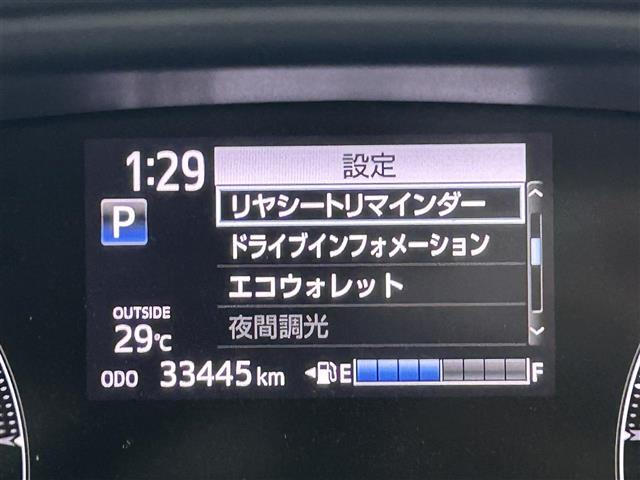 1:29
設定
P
リヤシートリマインダー
ドライブインフォメーション
エコウォレット
夜間調光
OUTSIDE
29℃
ODO 33445 km
E F